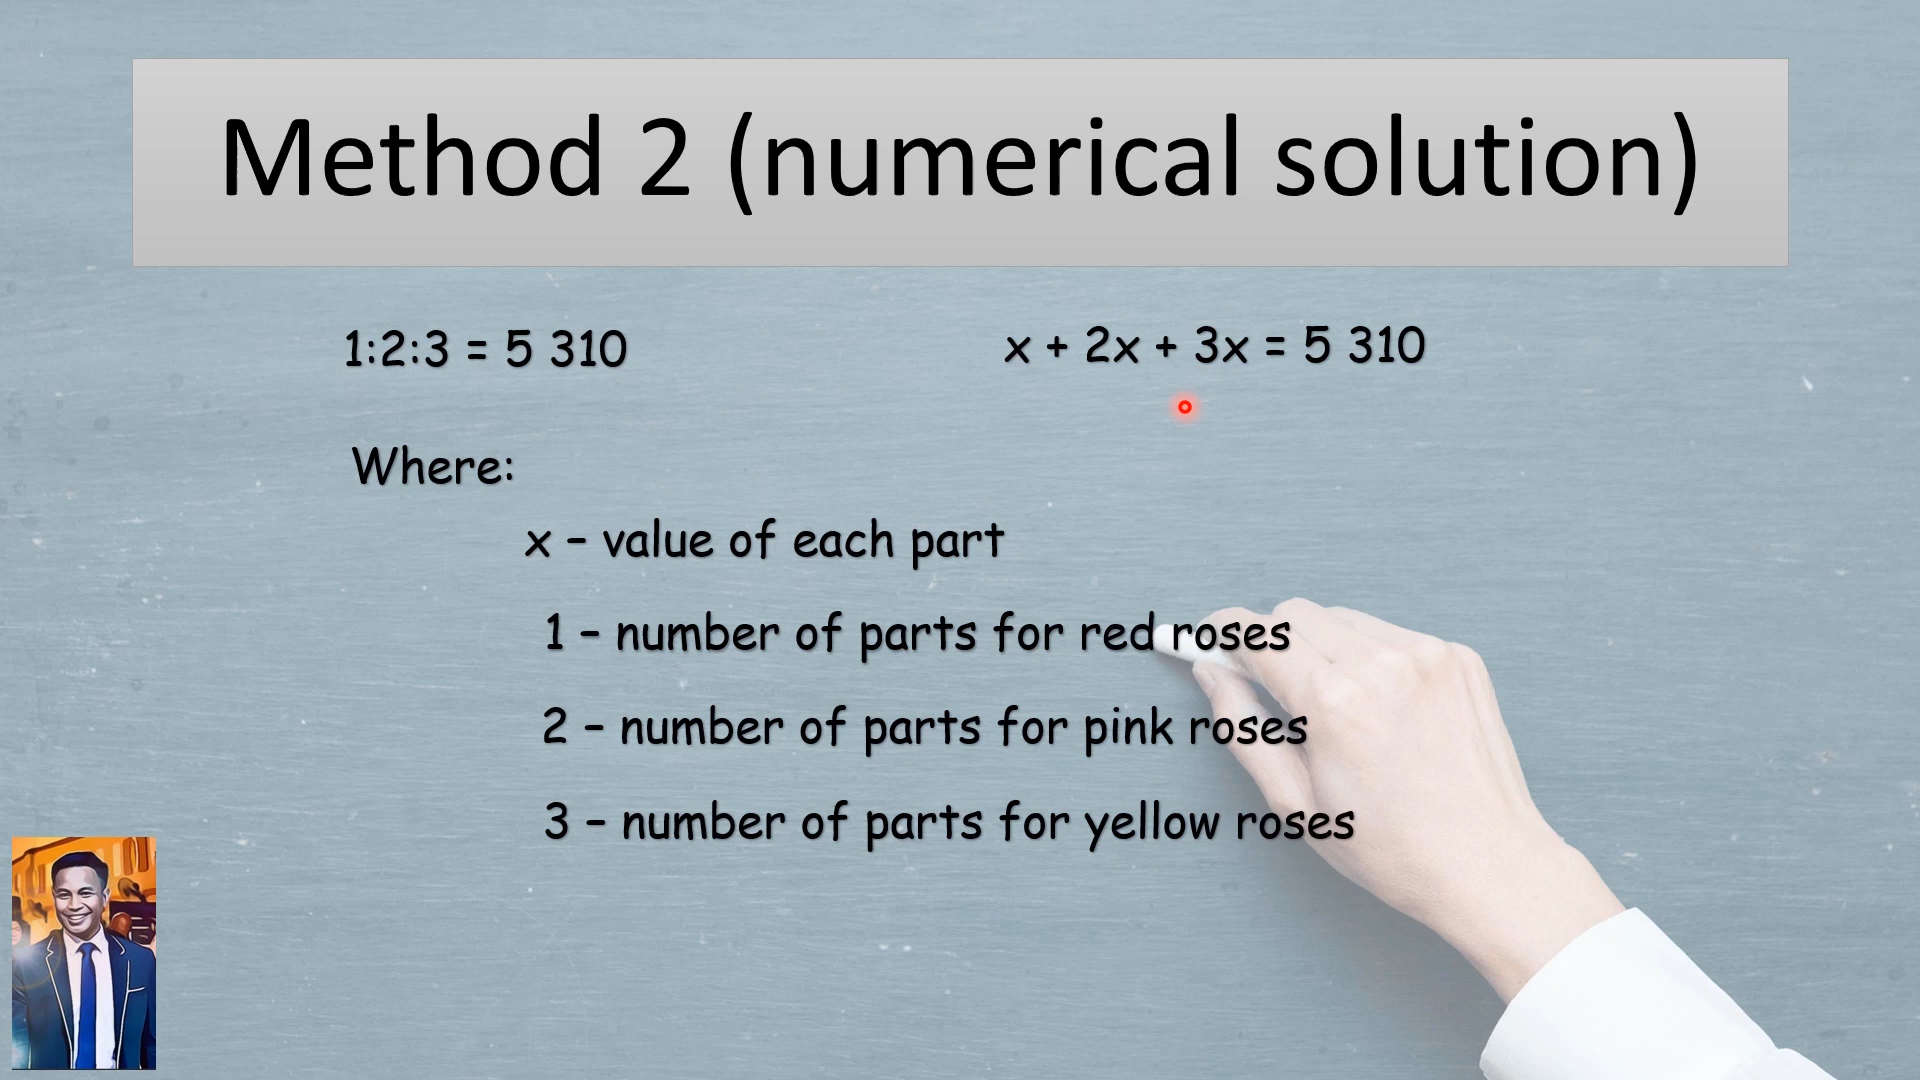 Method 2 (numerical solution)
1:2:3 = 5 310
x + 2x + 3x = 5 310
Where:
x – value of each part
1 – number of parts for red roses
2 – number of parts for pink roses
3 – number of parts for yellow roses